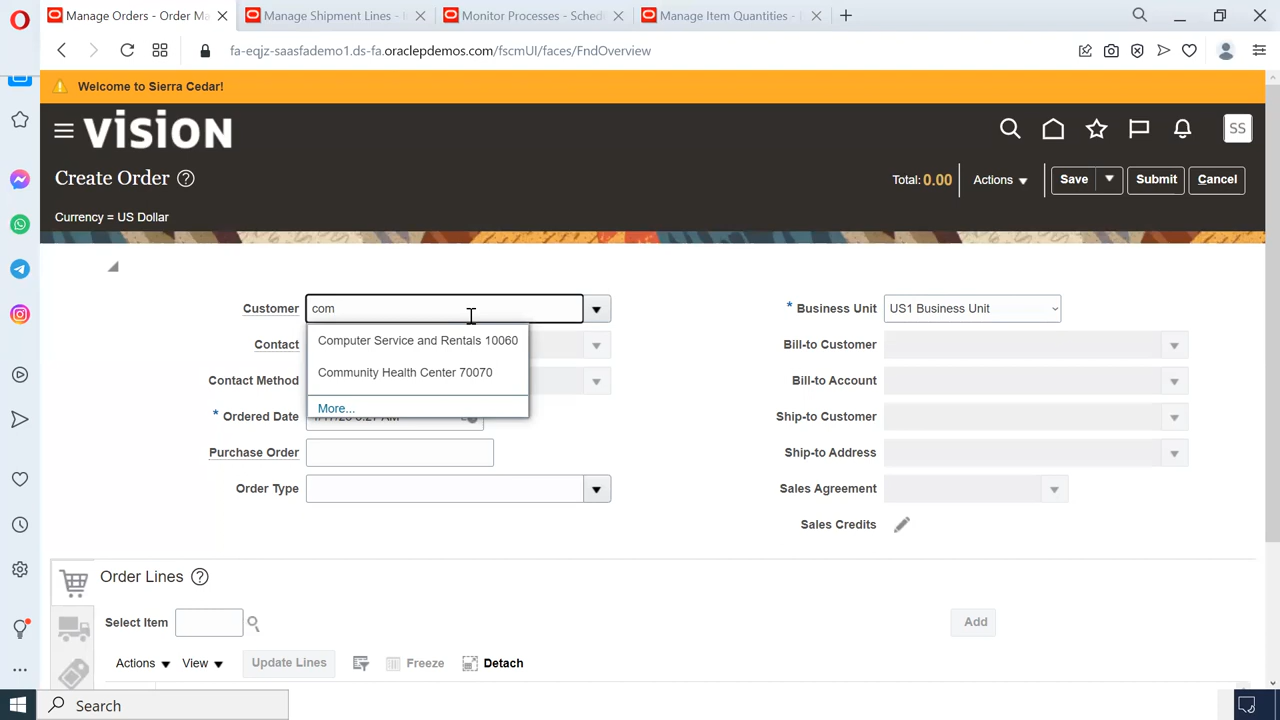 Manage Orders - Order Ma
Manage Shipment Lines -
Processes - Sched
Manage Item Quantities -
fa-eqjz-saasfademo1.ds-fa.oraclepdemos.com/fscmUI/faces/FndOverview
Welcome to Sierra Cedar!
VISION
SS
Create Order
Total: 0.00
Actions
Save
Submit
Cancel
Currency = US Dollar
Customer com
* Business Unit US1 Business Unit
Computer Service and Rentals 10060
Contact
Bill-to Customer
Community Health Center 70070
Contact Method
Bill-to Account
More...
* Ordered Date
Ship-to Customer
Purchase Order
Ship-to Address
Order Type
Sales Agreement
Sales Credits
Order Lines
Select Item
Add
Actions View Update Lines Freeze Detach
Search